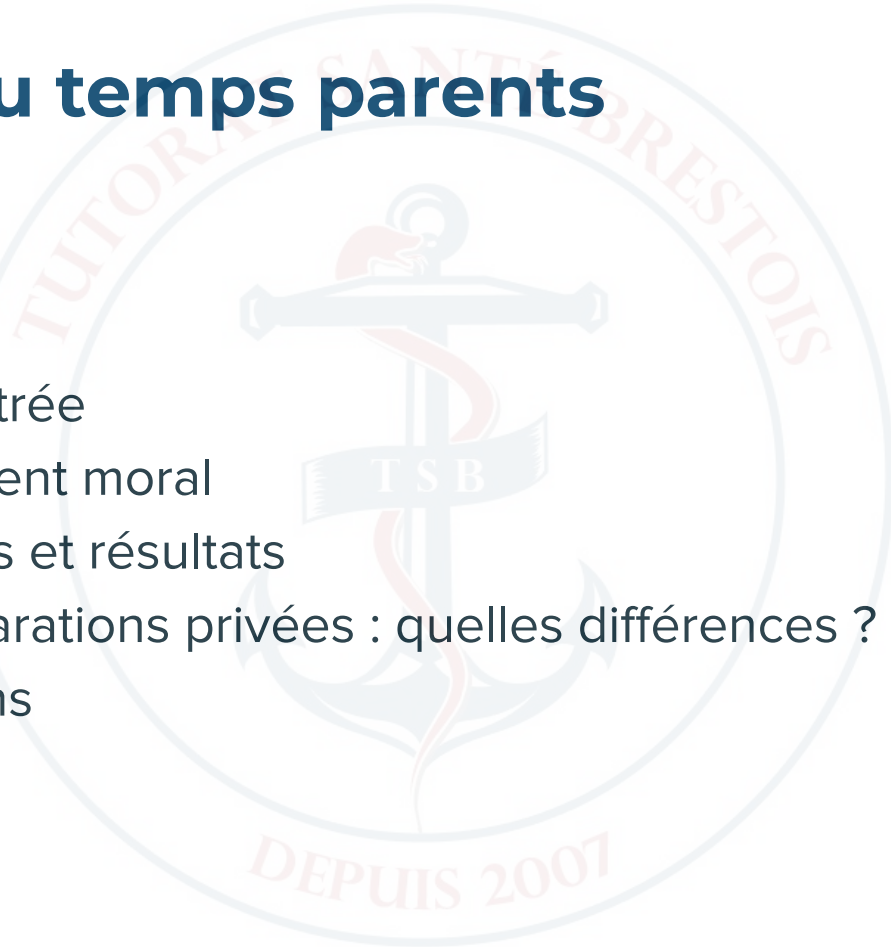 u temps parents
trée
ent moral
s et résultats
arations privées : quelles différences ?
ns
TUTORAT SANTÉ BRESTOIS
TSB
DEPUIS 2007